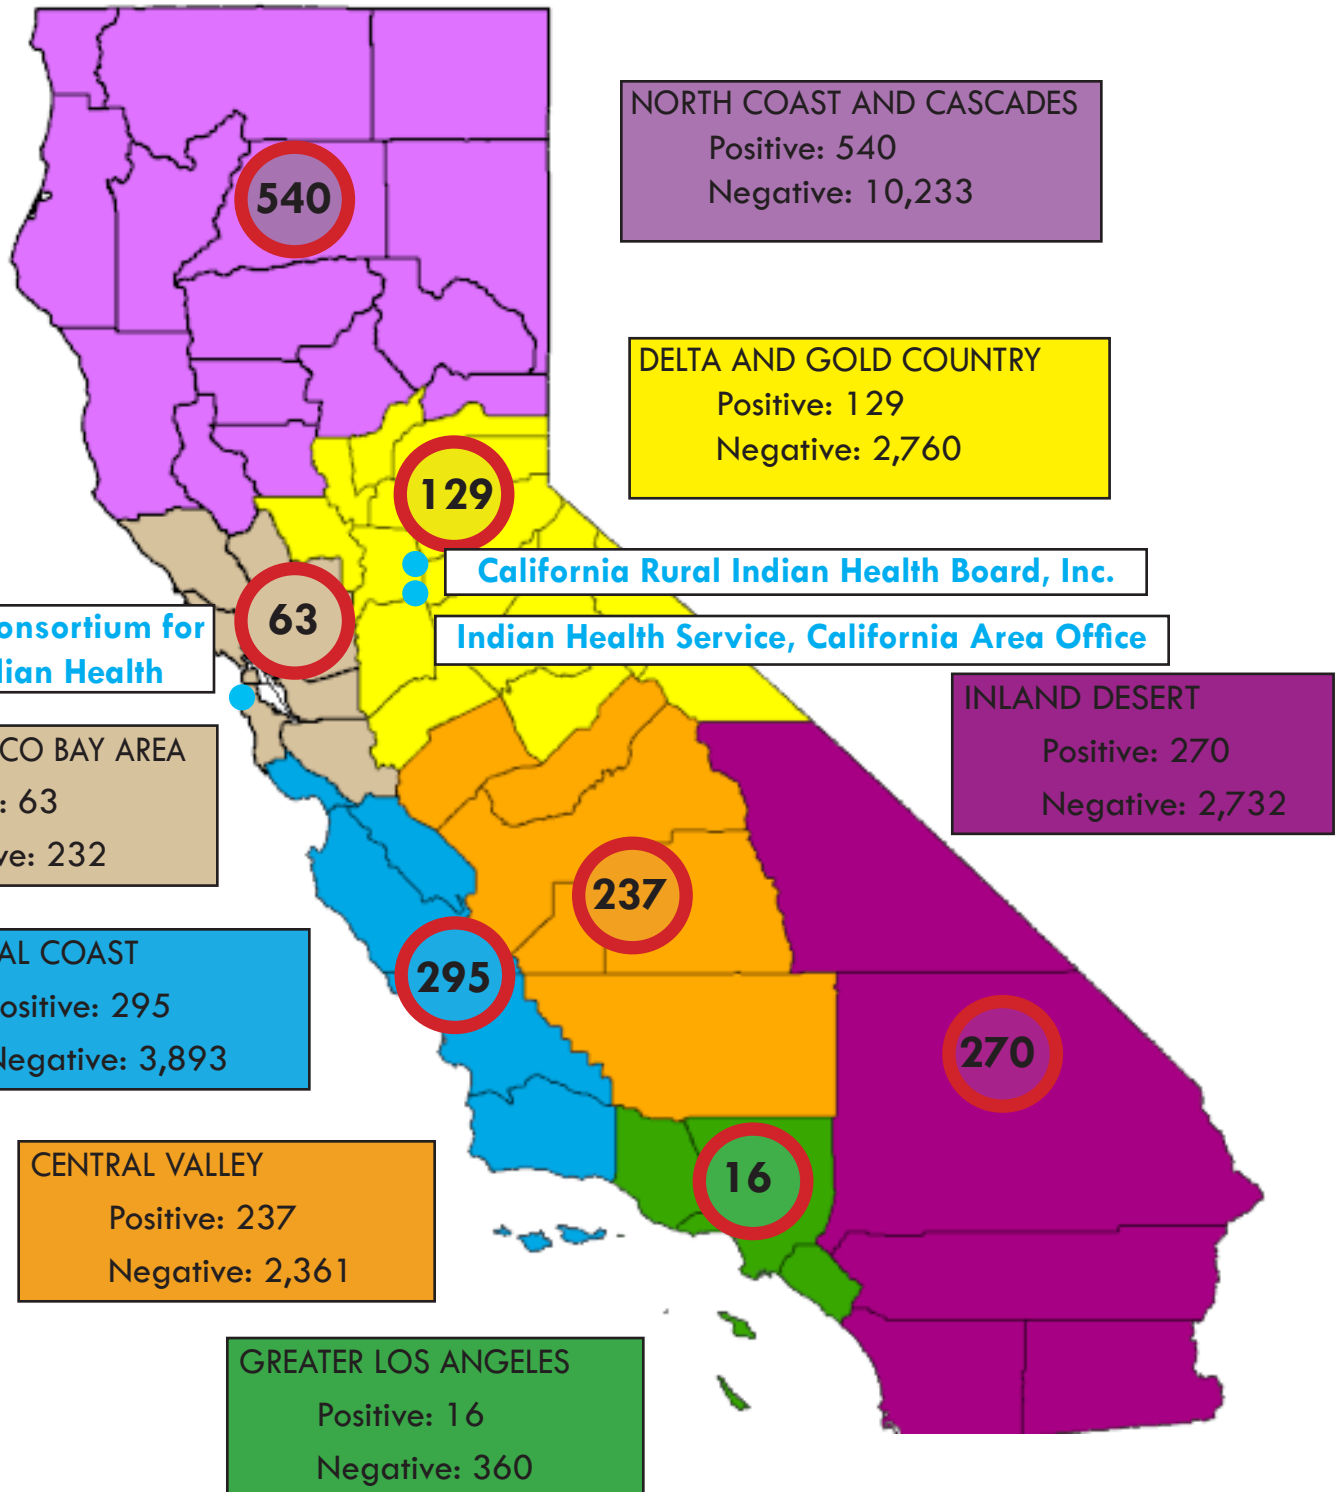 NORTH COAST AND CASCADES
Positive: 540
Negative: 10,233
540
DELTA AND GOLD COUNTRY
Positive: 129
Negative: 2,760
129
California Rural Indian Health Board, Inc.
Indian Health Service, California Area Office
63
onsortium for
dian Health
INLAND DESERT
Positive: 270
Negative: 2,732
CO BAY AREA
: 63
ve: 232
237
AL COAST
ositive: 295
Negative: 3,893
295
270
CENTRAL VALLEY
Positive: 237
Negative: 2,361
16
GREATER LOS ANGELES
Positive: 16
Negative: 360